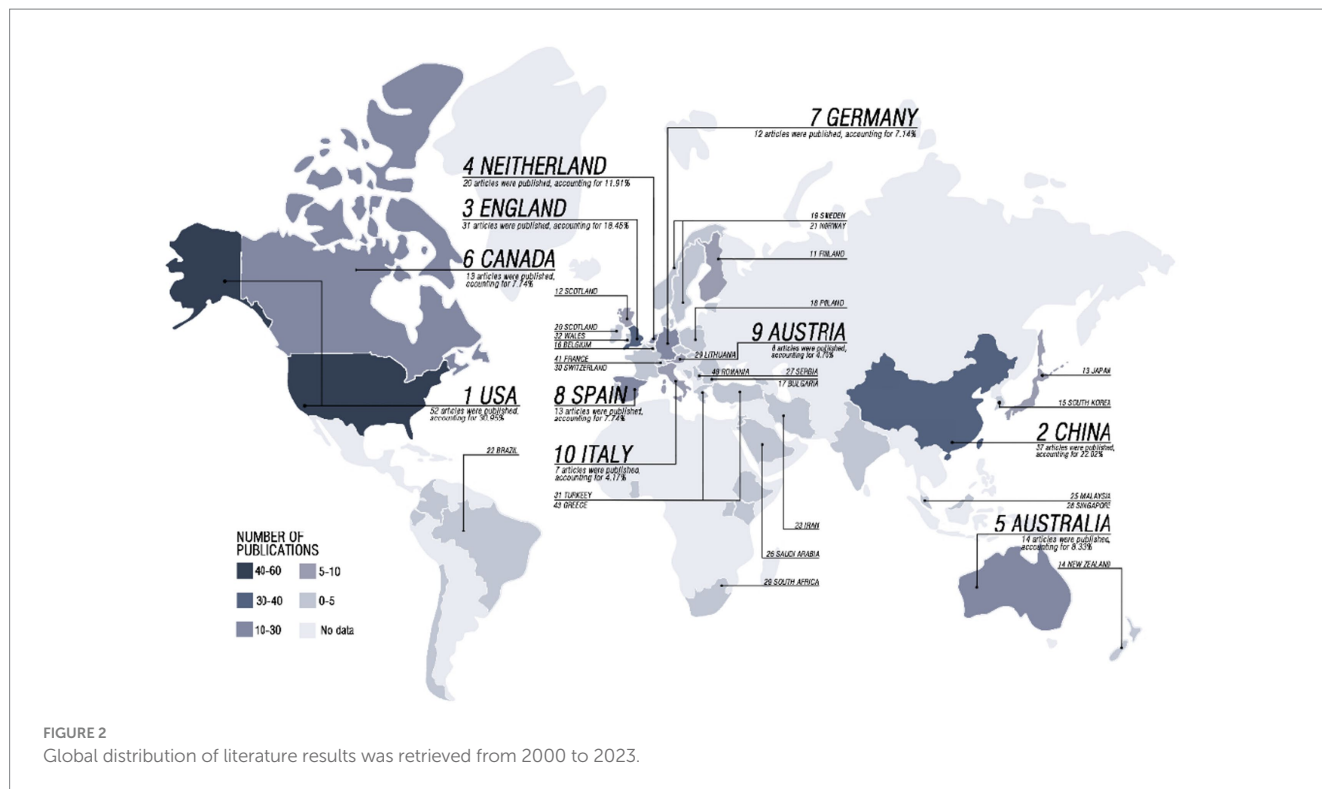 7 GERMANY
12 articles were published, accounting for 7.14%
4 NEITHERLAND
20 articles were published, accounting for 11.91%
3 ENGLAND
31 articles were published, accounting for 18.45%
19 SWEDEN
21 NORWAY
6 CANADA
13 articles were published,
accounting for 7.74%
11 FINLAND
12 SCOTLAND
18 POLAND
20 SCOTLAND
32 WALES
16 BELGIUM
9 AUSTRIA
8 articles were published,
accounting for 4.76%
41 FRANCE
30 SWITZERLAND
29 LITHUANIA
40 ROMANIA
27 SERBIA
17 BULGARIA
13 JAPAN
1 USA
52 articles were published,
accounting for 30.95%
8 SPAIN
13 articles were published,
accounting for 7.74%
15 SOUTH KOREA
2 CHINA
37 articles were published,
accounting for 22.02%
22 BRAZIL
10 ITALY
7 articles were published,
accounting for 4.17%
31 TURKEEY
43 GREECE
25 MALAYSIA
28 SINGAPORE
23 IRAN
5 AUSTRALIA
14 articles were published,
accounting for 8.33%
SAUDI ARABIA
14 NEW ZEALAND
SOUTH AFRICA
NUMBER OF
PUBLICATIONS
40-60
5-10
30-40
0-5
10-30
No data
FIGURE 2
Global distribution of literature results was retrieved from 2000 to 2023.